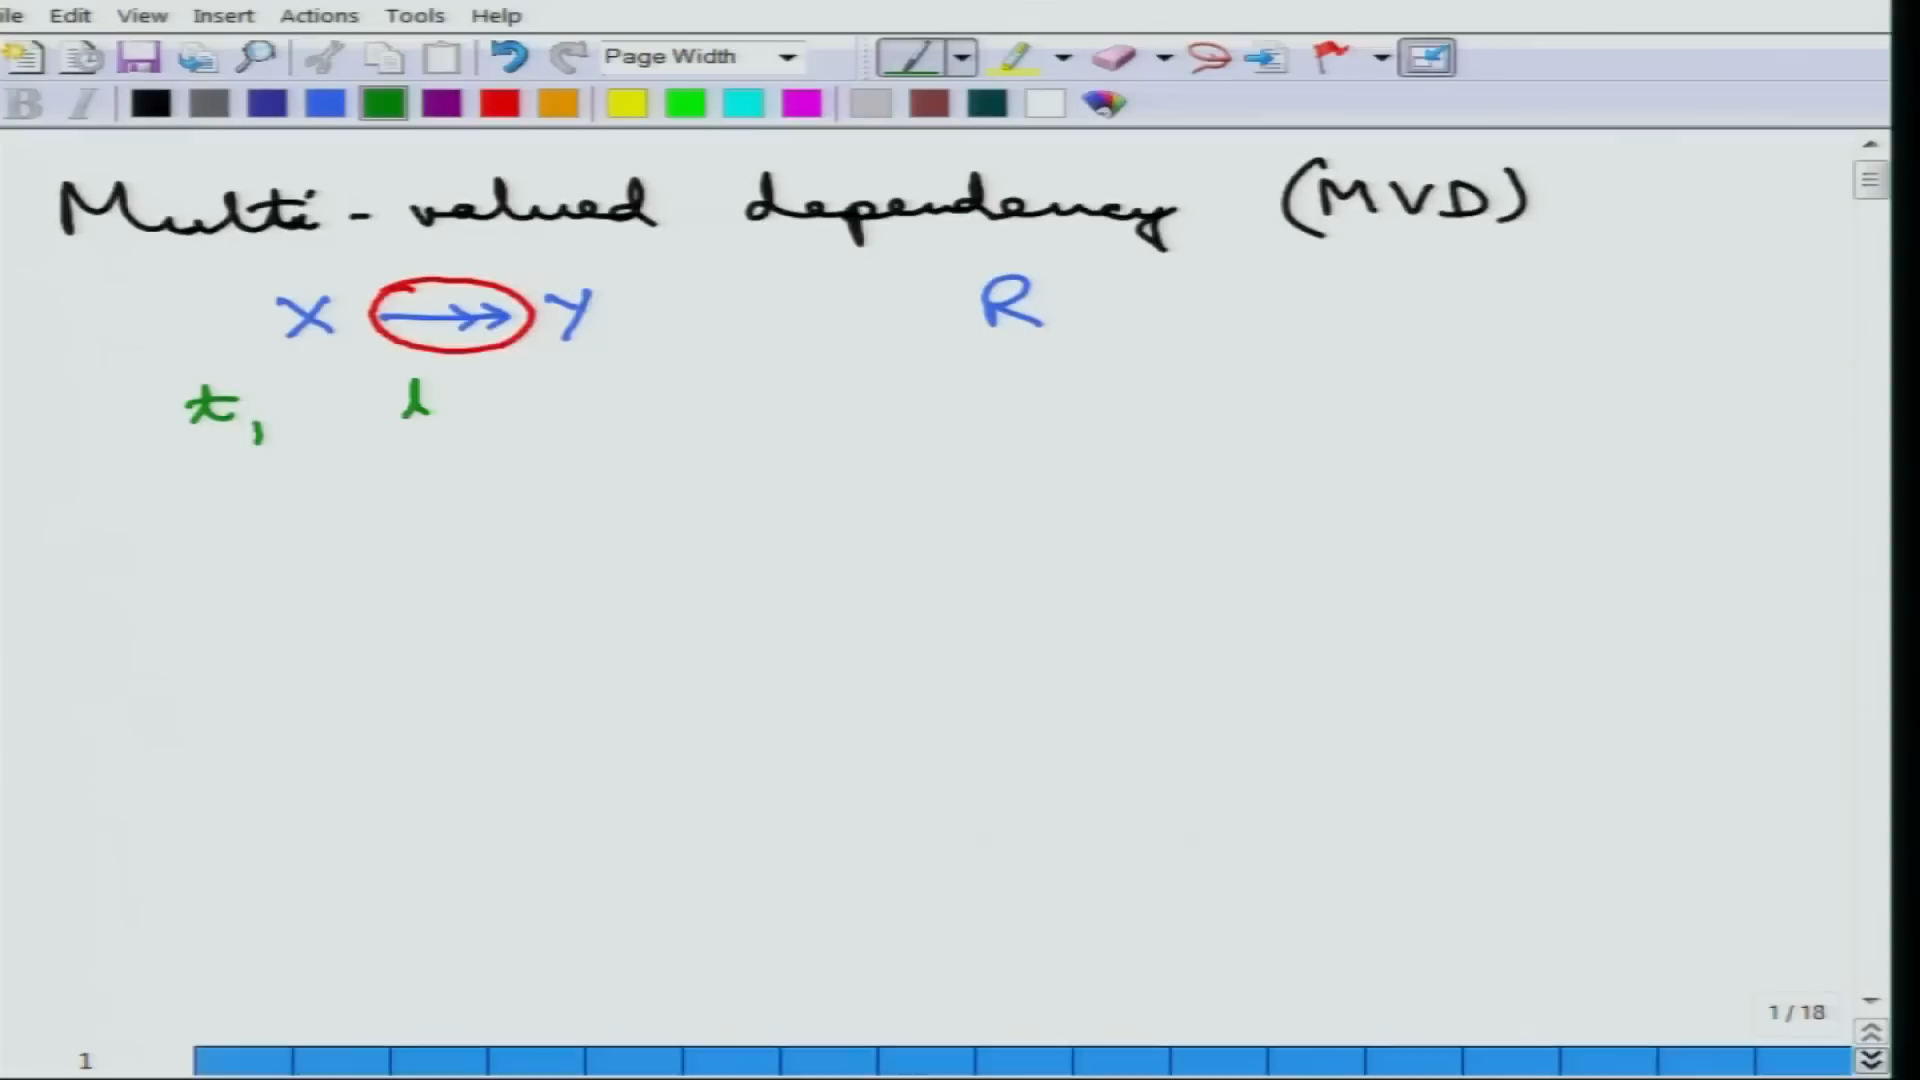 ile Edit View Insert Actions Tools Help
Page Width
B I
Multi-valued dependency (MVD)
X ↠ Y R
t,
1 / 18
1